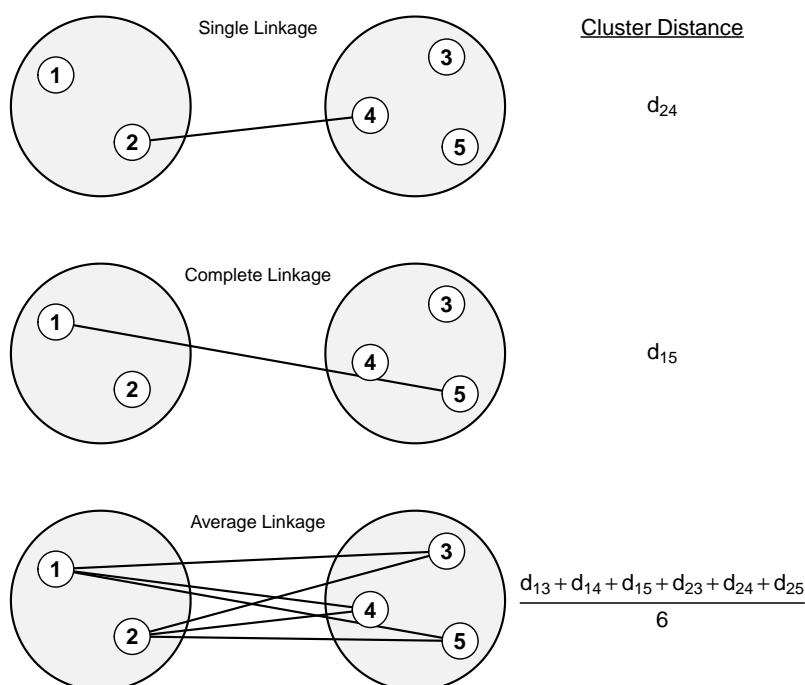 Single Linkage
Cluster Distance
1
2
4
3
5
d24
Complete Linkage
1
2
4
3
5
d15
Average Linkage
1
2
4
3
5
d13 + d14 + d15 + d23 + d24 + d25
6